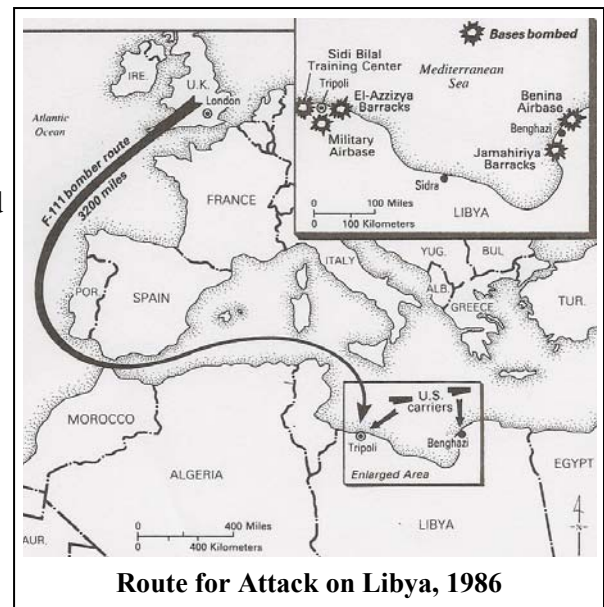 Bases bombed
Sidi Bilal
Training Center
Tripoli
El-Azzizya
Barracks
Military
Airbase
Mediterranean
Sea
Benina
Airbase
Benghazi
Jamahiriya
Barracks
Sidra
LIBYA
0 100 Miles
0 100 Kilometers
IRE.
U.K.
London
Atlantic
Ocean
F-111 bomber route
3200 miles
FRANCE
POR.
SPAIN
ITALY
YUG.
BUL
ALB.
GREECE
TUR.
MOROCCO
ALGERIA
U.S.
carriers
Tripoli
Benghazi
Enlarged Area
LIBYA
EGYPT
AUR.
0 400 Miles
0 400 Kilometers
N
Route for Attack on Libya, 1986